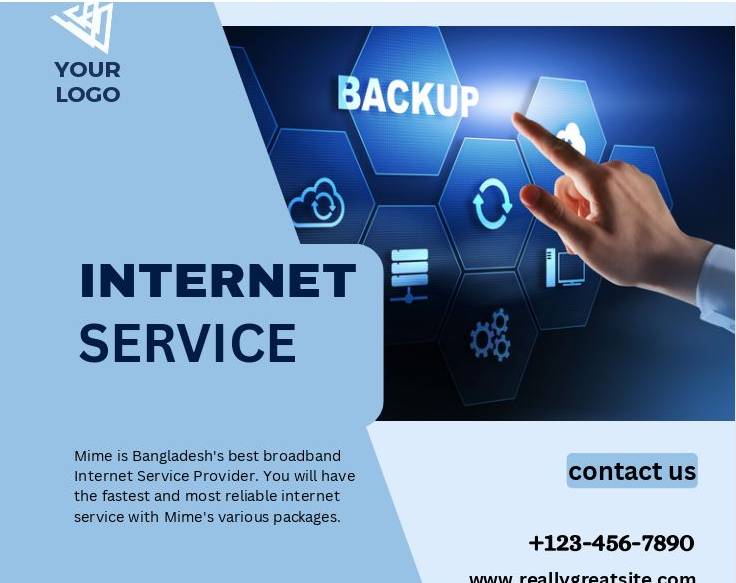 YOUR
LOGO
BACKUP
INTERNET
SERVICE
Mime is Bangladesh's best broadband
Internet Service Provider. You will have
the fastest and most reliable internet
service with Mime's various packages.
contact us
+123-456-7890
www.reallygreatsite.com